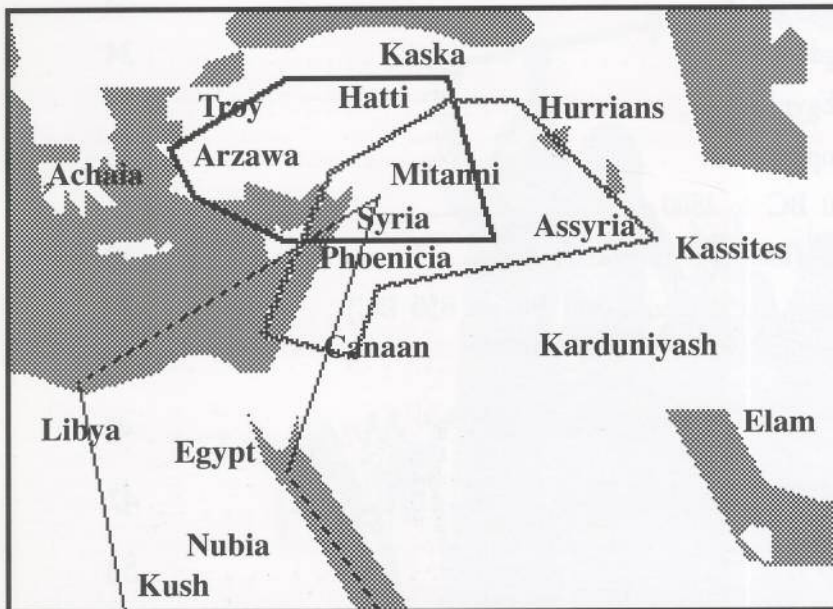 Kaska
Troy
Hatti
Hurrians
Arzawa
Achaia
Mitanni
Syria
Assyria
Kassites
Phoenicia
Canaan
Karduniyash
Libya
Elam
Egypt
Nubia
Kush